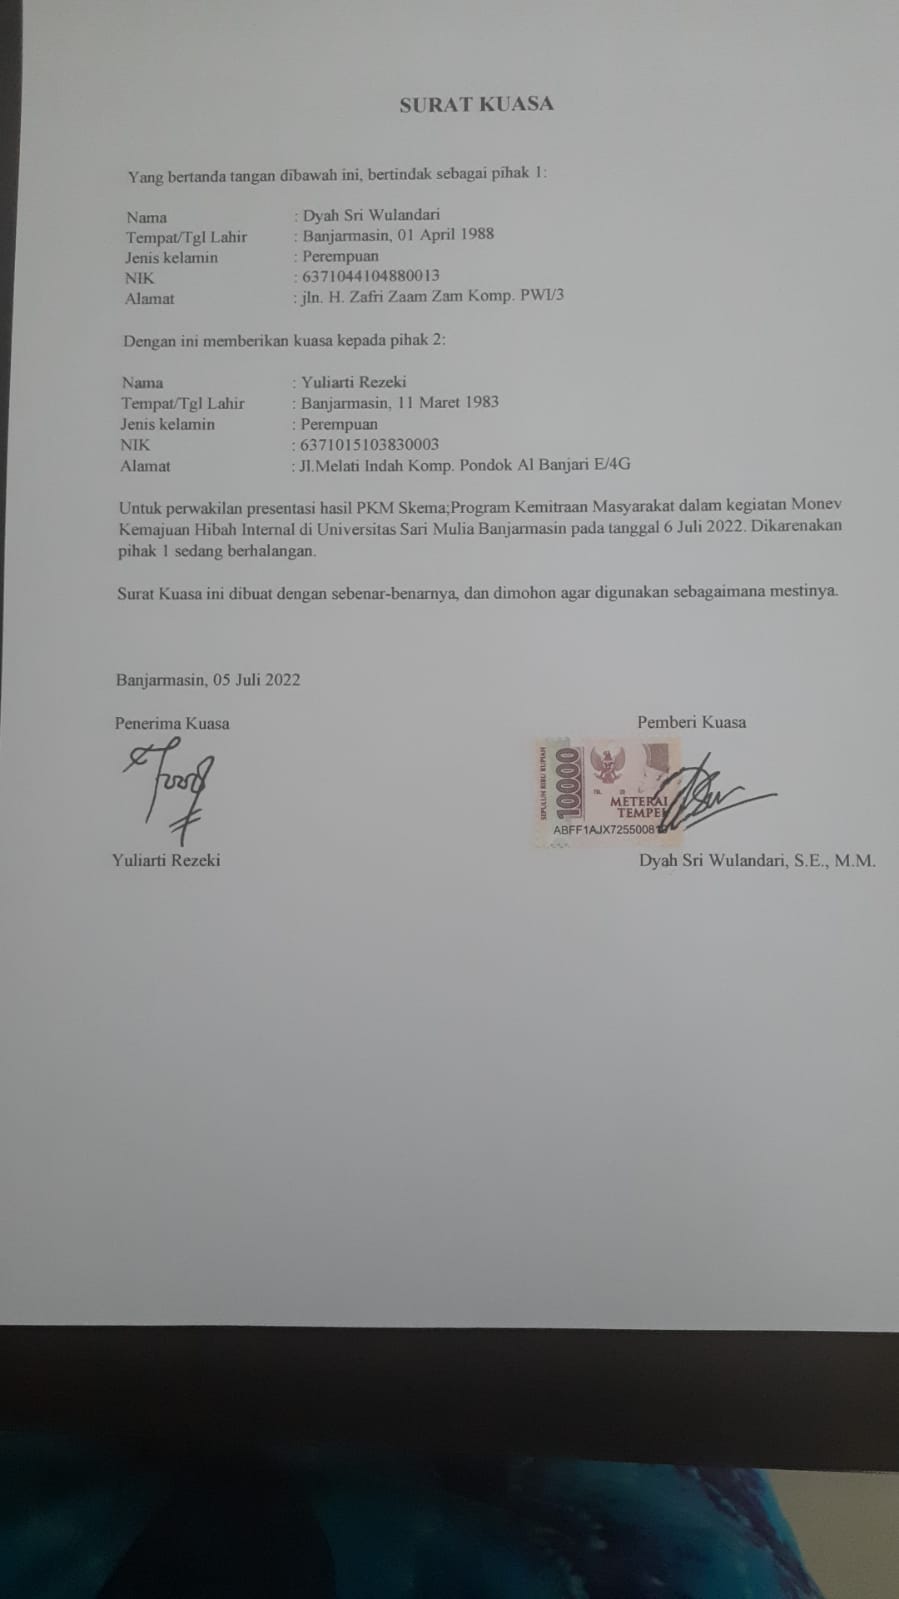 SURAT KUASA
Yang bertanda tangan dibawah ini, bertindak sebagai pihak 1:
Nama : Dyah Sri Wulandari
Tempat/Tgl Lahir : Banjarmasin, 01 April 1988
Jenis kelamin : Perempuan
NIK : 6371044104880013
Alamat : jln. H. Zafri Zaam Zam Komp. PWI/3
Dengan ini memberikan kuasa kepada pihak 2:
Nama : Yuliarti Rezeki
Tempat/Tgl Lahir : Banjarmasin, 11 Maret 1983
Jenis kelamin : Perempuan
NIK : 6371015103830003
Alamat : Jl.Melati Indah Komp. Pondok Al Banjari E/4G
Untuk perwakilan presentasi hasil PKM Skema;Program Kemitraan Masyarakat dalam kegiatan Monev
Kemajuan Hibah Internal di Universitas Sari Mulia Banjarmasin pada tanggal 6 Juli 2022. Dikarenakan
pihak 1 sedang berhalangan.
Surat Kuasa ini dibuat dengan sebenar-benarnya, dan dimohon agar digunakan sebagaimana mestinya.
Banjarmasin, 05 Juli 2022
Penerima Kuasa
Pemberi Kuasa
SEPULUH RIBU RUPIAH
10000
METERAI
TEMPEL
Yuliarti Rezeki
Dyah Sri Wulandari, S.E., M.M.